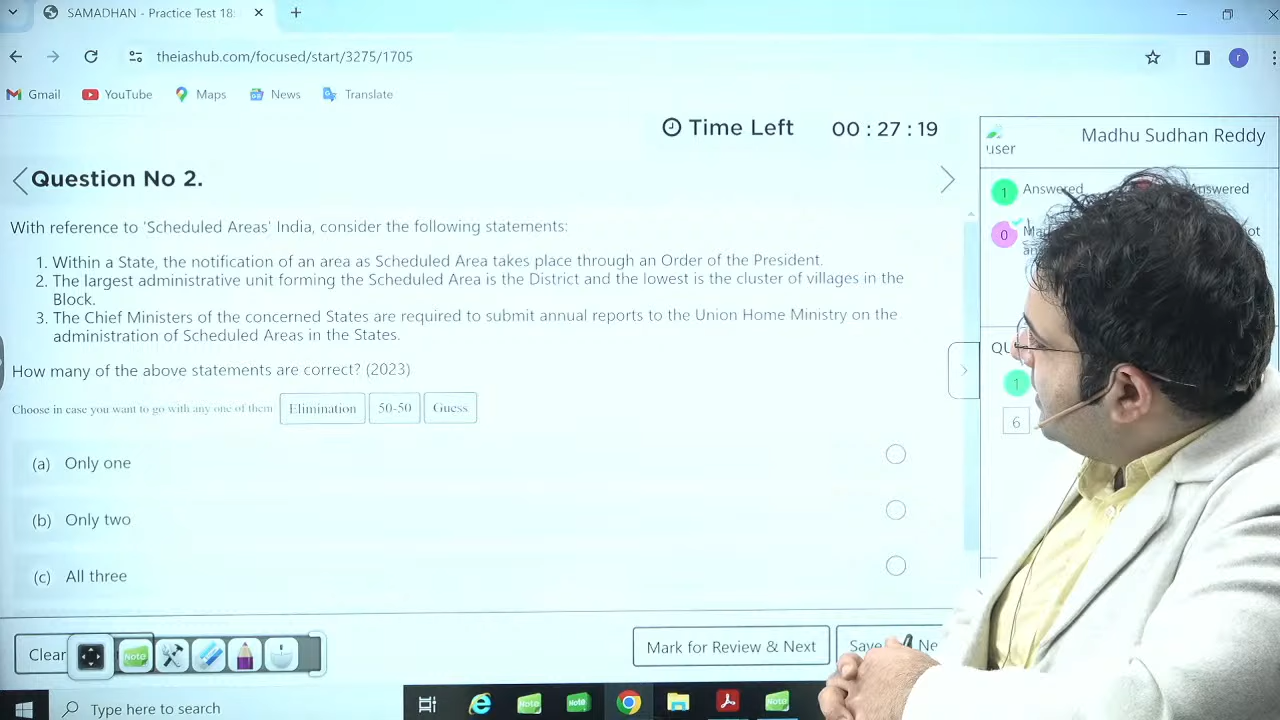 SAMADHAN - Practice Test 18
theiashub.com/focused/start/3275/1705
r
Gmail
YouTube
Maps
News
Translate
Time Left 00 : 27 : 19
Madhu Sudhan Reddy
user
Question No 2.
1 Answered
Answered
0
With reference to 'Scheduled Areas' India, consider the following statements:
1. Within a State, the notification of an area as Scheduled Area takes place through an Order of the President.
2. The largest administrative unit forming the Scheduled Area is the District and the lowest is the cluster of villages in the
Block.
3. The Chief Ministers of the concerned States are required to submit annual reports to the Union Home Ministry on the
administration of Scheduled Areas in the States.
How many of the above statements are correct? (2023)
Choose in case you want to go with any one of them
Elimination
50-50
Guess
1
6
(a) Only one
(b) Only two
(c) All three
Clear
Note
Mark for Review & Next
Save
Ne
Type here to search
Note
Note
Note